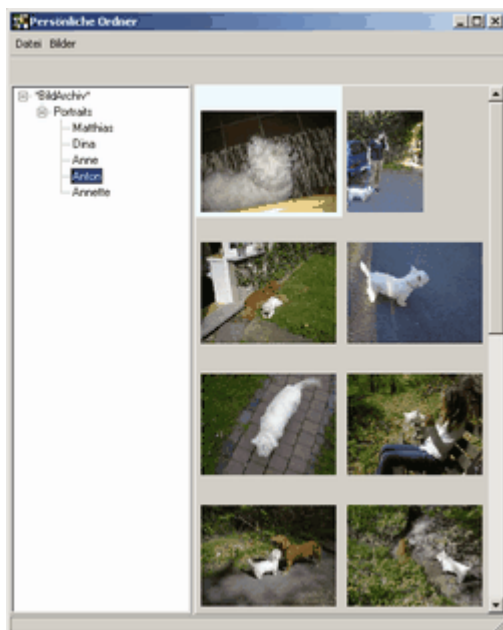 Persönliche Ordner
Datei Bilder
"BildArchiv"
Portraits
Matthias
Dina
Anne
Anton
Annette